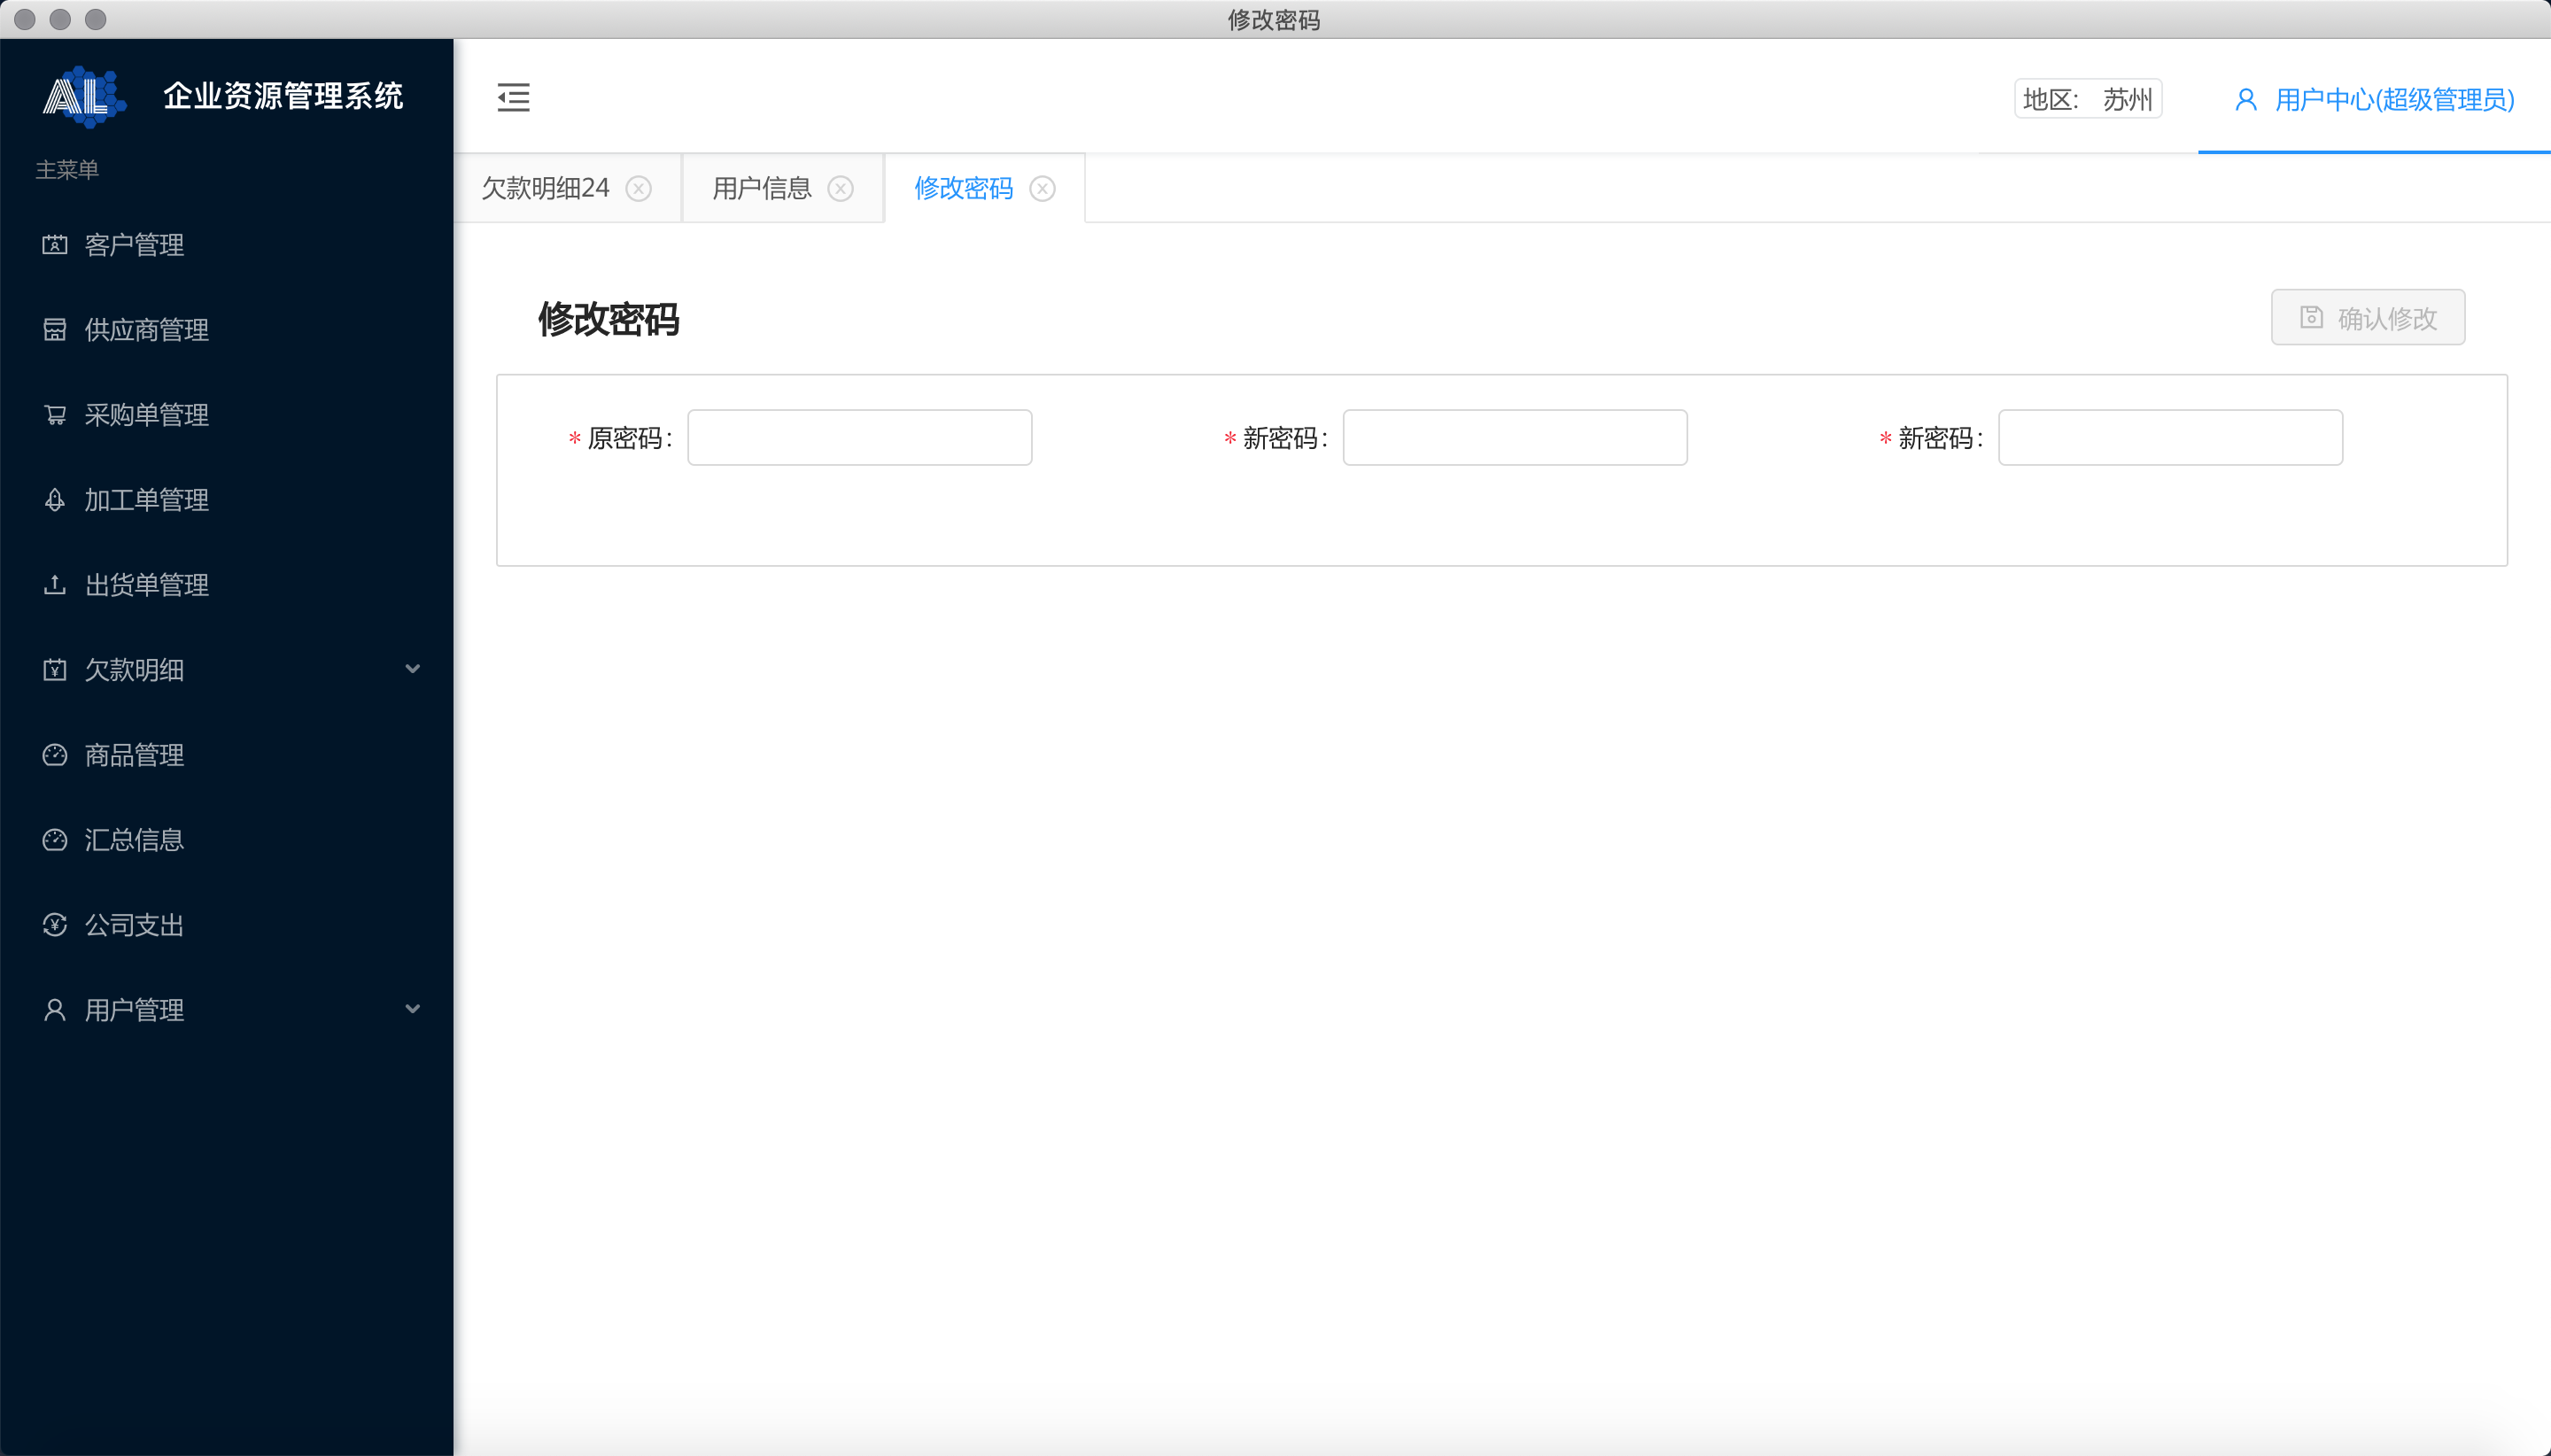 修改密码
AL 企业资源管理系统
地区： 苏州
用户中心(超级管理员)
主菜单
欠款明细24
用户信息
修改密码
客户管理
供应商管理
采购单管理
加工单管理
出货单管理
欠款明细
商品管理
汇总信息
公司支出
用户管理
修改密码
确认修改
* 原密码：
* 新密码：
* 新密码：